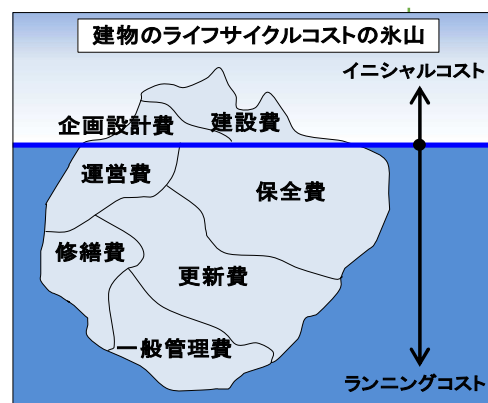 建物のライフサイクルコストの氷山
イニシャルコスト
企画設計費
建設費
運営費
保全費
修繕費
更新費
一般管理費
ランニングコスト